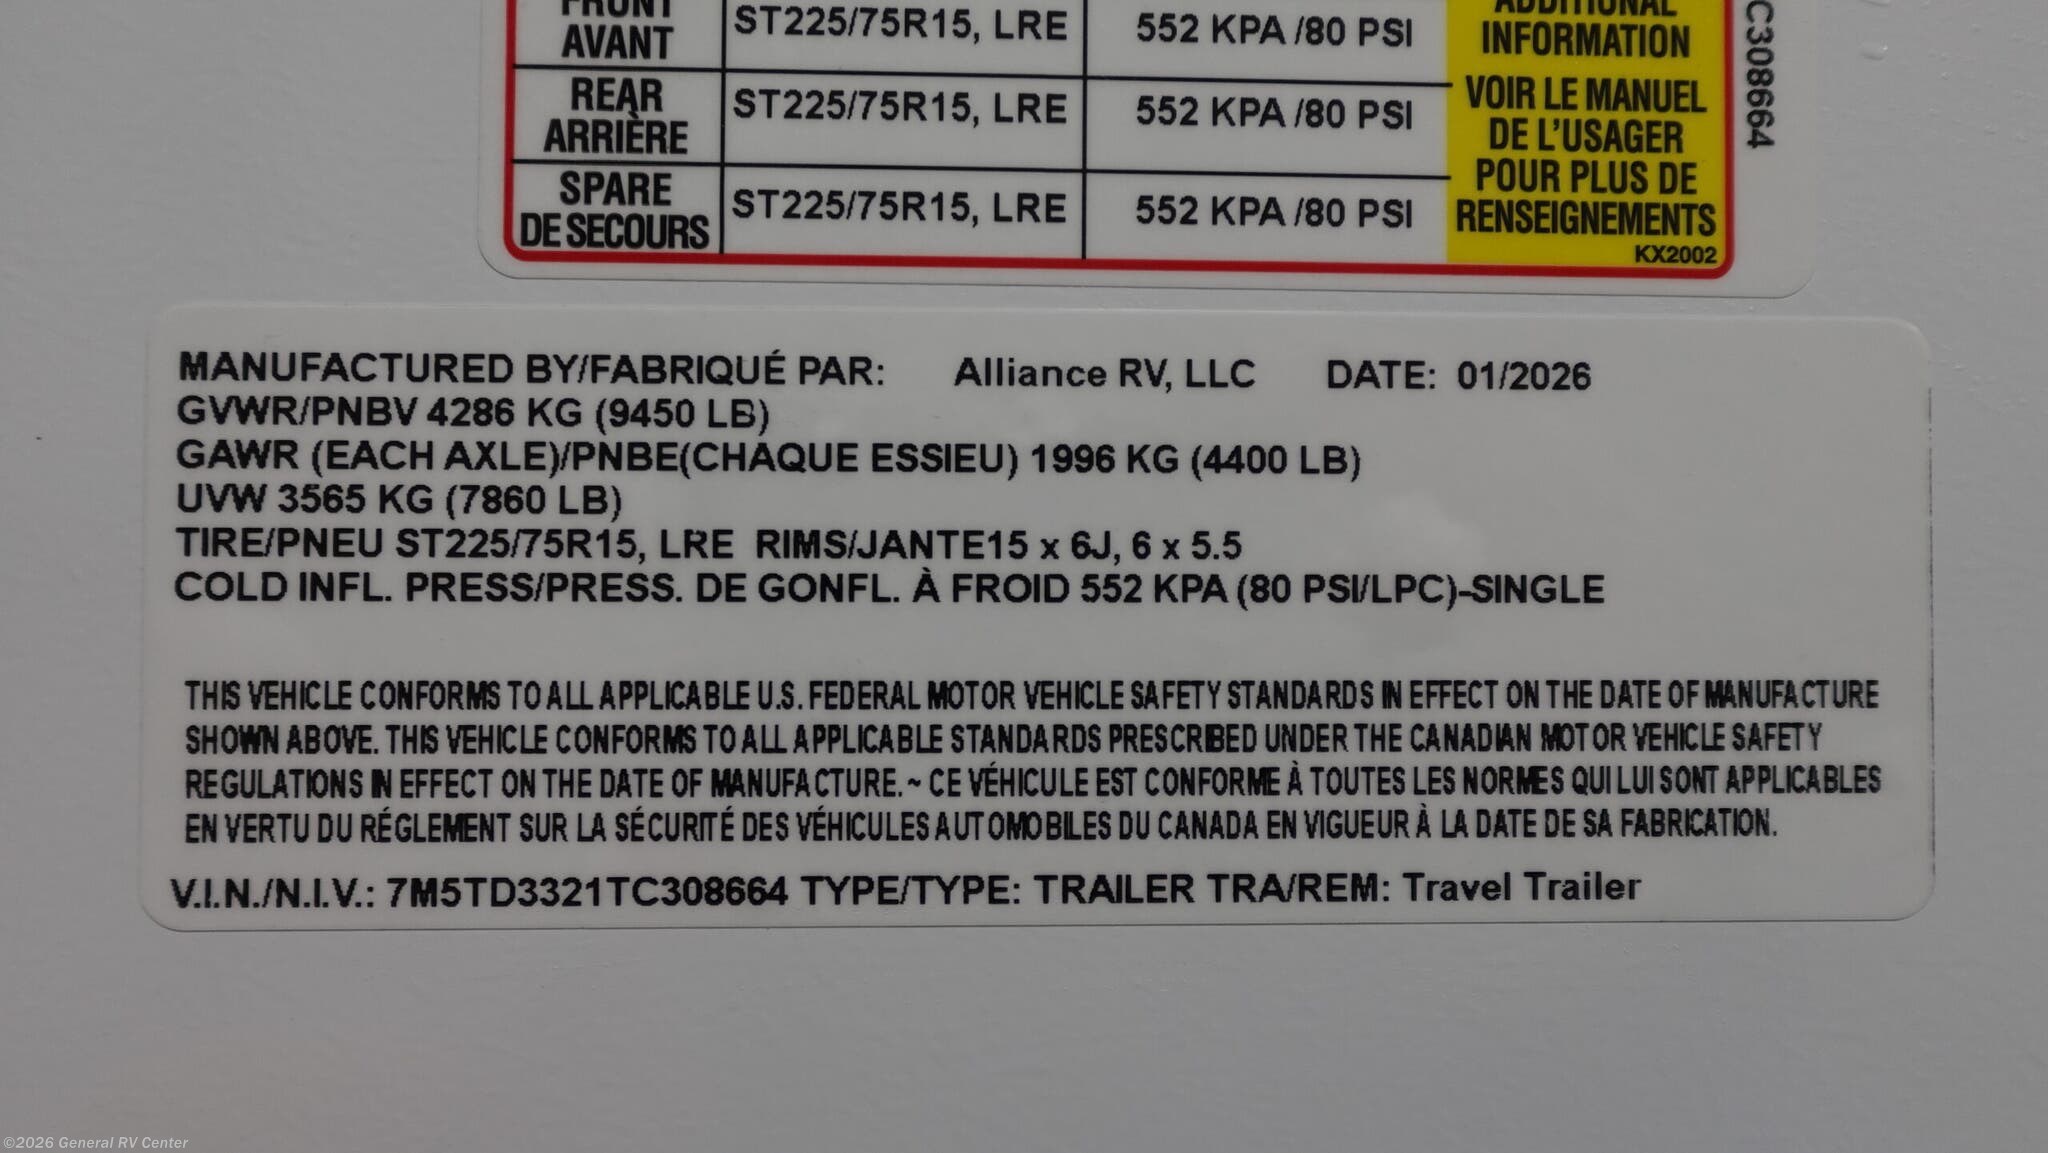 FRONT
AVANT
ST225/75R15, LRE
552 KPA /80 PSI
REAR
ARRIÈRE
ST225/75R15, LRE
552 KPA /80 PSI
SPARE
DE SECOURS
ST225/75R15, LRE
552 KPA /80 PSI
ADDITIONAL
INFORMATION
VOIR LE MANUEL
DE L'USAGER
POUR PLUS DE
RENSEIGNEMENTS
KX2002
C308664
MANUFACTURED BY/FABRIQUÉ PAR: Alliance RV, LLC DATE: 01/2026
GVWR/PNBV 4286 KG (9450 LB)
GAWR (EACH AXLE)/PNBE(CHAQUE ESSIEU) 1996 KG (4400 LB)
UVW 3565 KG (7860 LB)
TIRE/PNEU ST225/75R15, LRE RIMS/JANTE15 x 6J, 6 x 5.5
COLD INFL. PRESS/PRESS. DE GONFL. À FROID 552 KPA (80 PSI/LPC)-SINGLE
THIS VEHICLE CONFORMS TO ALL APPLICABLE U.S. FEDERAL MOTOR VEHICLE SAFETY STANDARDS IN EFFECT ON THE DATE OF MANUFACTURE
SHOWN ABOVE. THIS VEHICLE CONFORMS TO ALL APPLICABLE STANDARDS PRESCRIBED UNDER THE CANADIAN MOTOR VEHICLE SAFETY
REGULATIONS IN EFFECT ON THE DATE OF MANUFACTURE. ~ CE VÉHICULE EST CONFORME À TOUTES LES NORMES QUI LUI SONT APPLICABLES
EN VERTU DU RÉGLEMENT SUR LA SÉCURITÉ DES VÉHICULES AUTOMOBILES DU CANADA EN VIGUEUR À LA DATE DE SA FABRICATION.
V.I.N./N.I.V.: 7M5TD3321TC308664 TYPE/TYPE: TRAILER TRA/REM: Travel Trailer
©2026 General RV Center